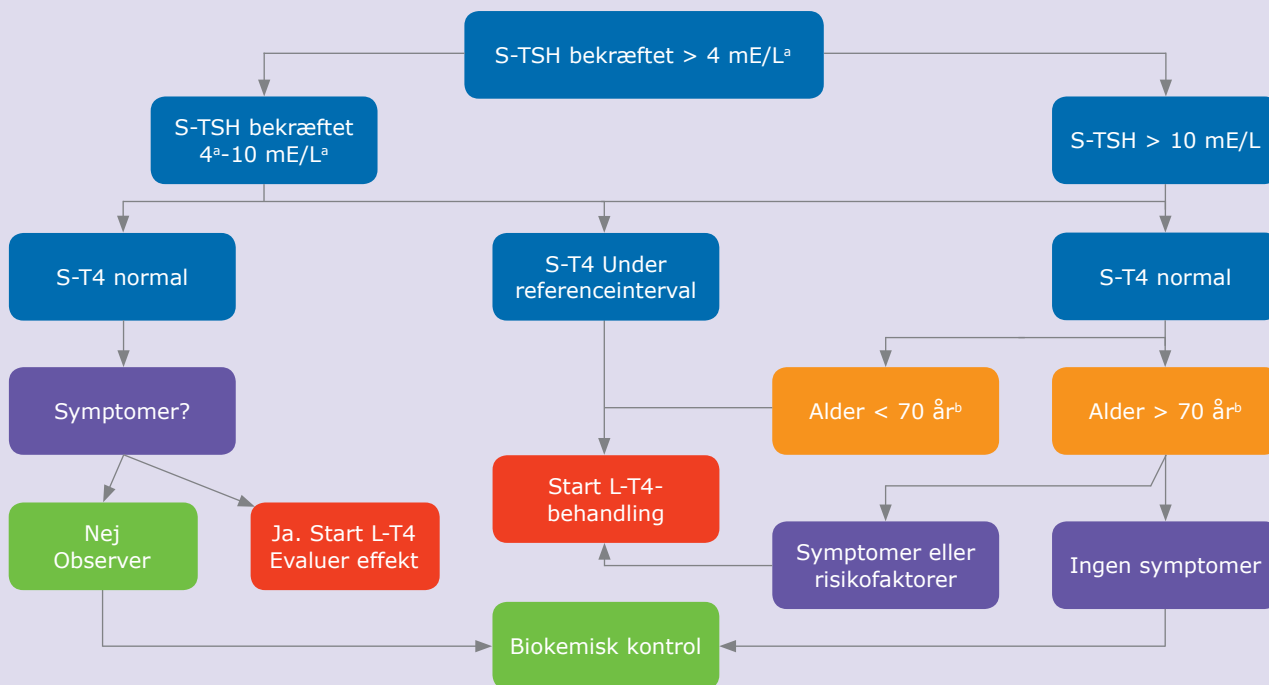 S-TSH bekræftet > 4 mE/Lᵃ
S-TSH bekræftet
4ᵃ-10 mE/Lᵃ
S-TSH > 10 mE/L
S-T4 normal
S-T4 Under
referenceinterval
S-T4 normal
Symptomer?
Alder < 70 årᵇ
Alder > 70 årᵇ
Nej
Observer
Ja. Start L-T4
Evaluer effekt
Start L-T4-
behandling
Symptomer eller
risikofaktorer
Ingen symptomer
Biokemisk kontrol